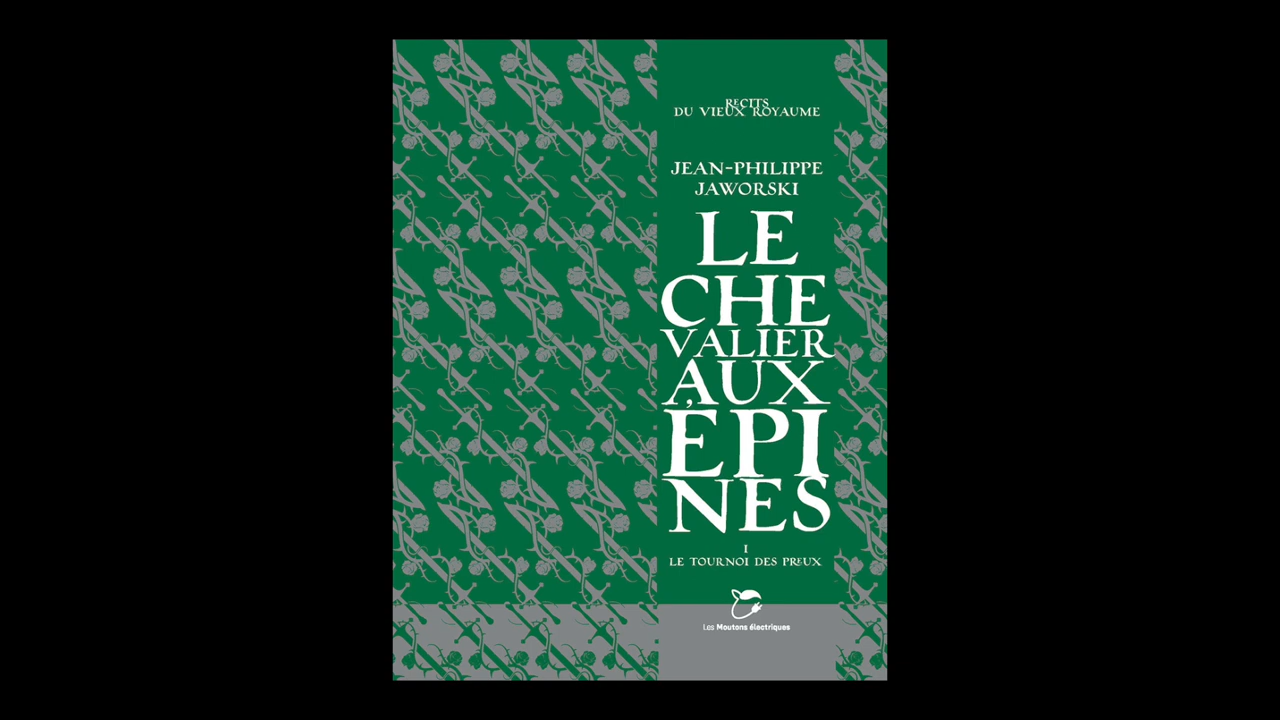 RÉCITS
DU VIEUX ROYAUME
JEAN-PHILIPPE
JAWORSKI
LE
CHE
VALIER
AUX
ÉPI
NES
I
LE TOURNOI DES PREUX
Les Moutons électriques